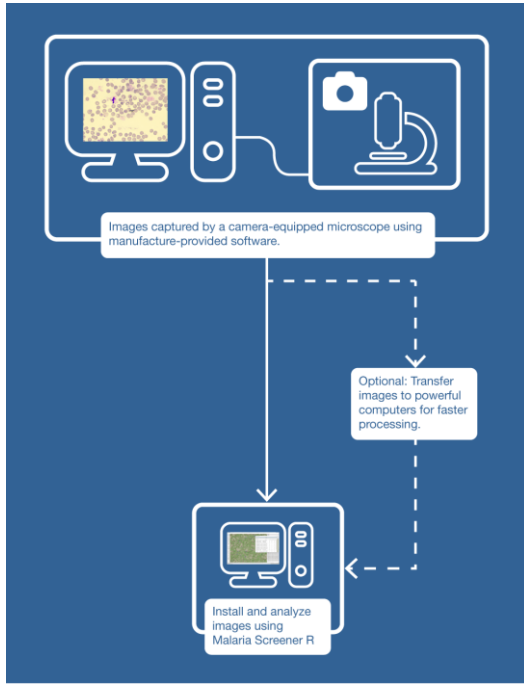 Images captured by a camera-equipped microscope using
manufacture-provided software.
Optional: Transfer
images to powerful
computers for faster
processing.
Install and analyze
images using
Malaria Screener R